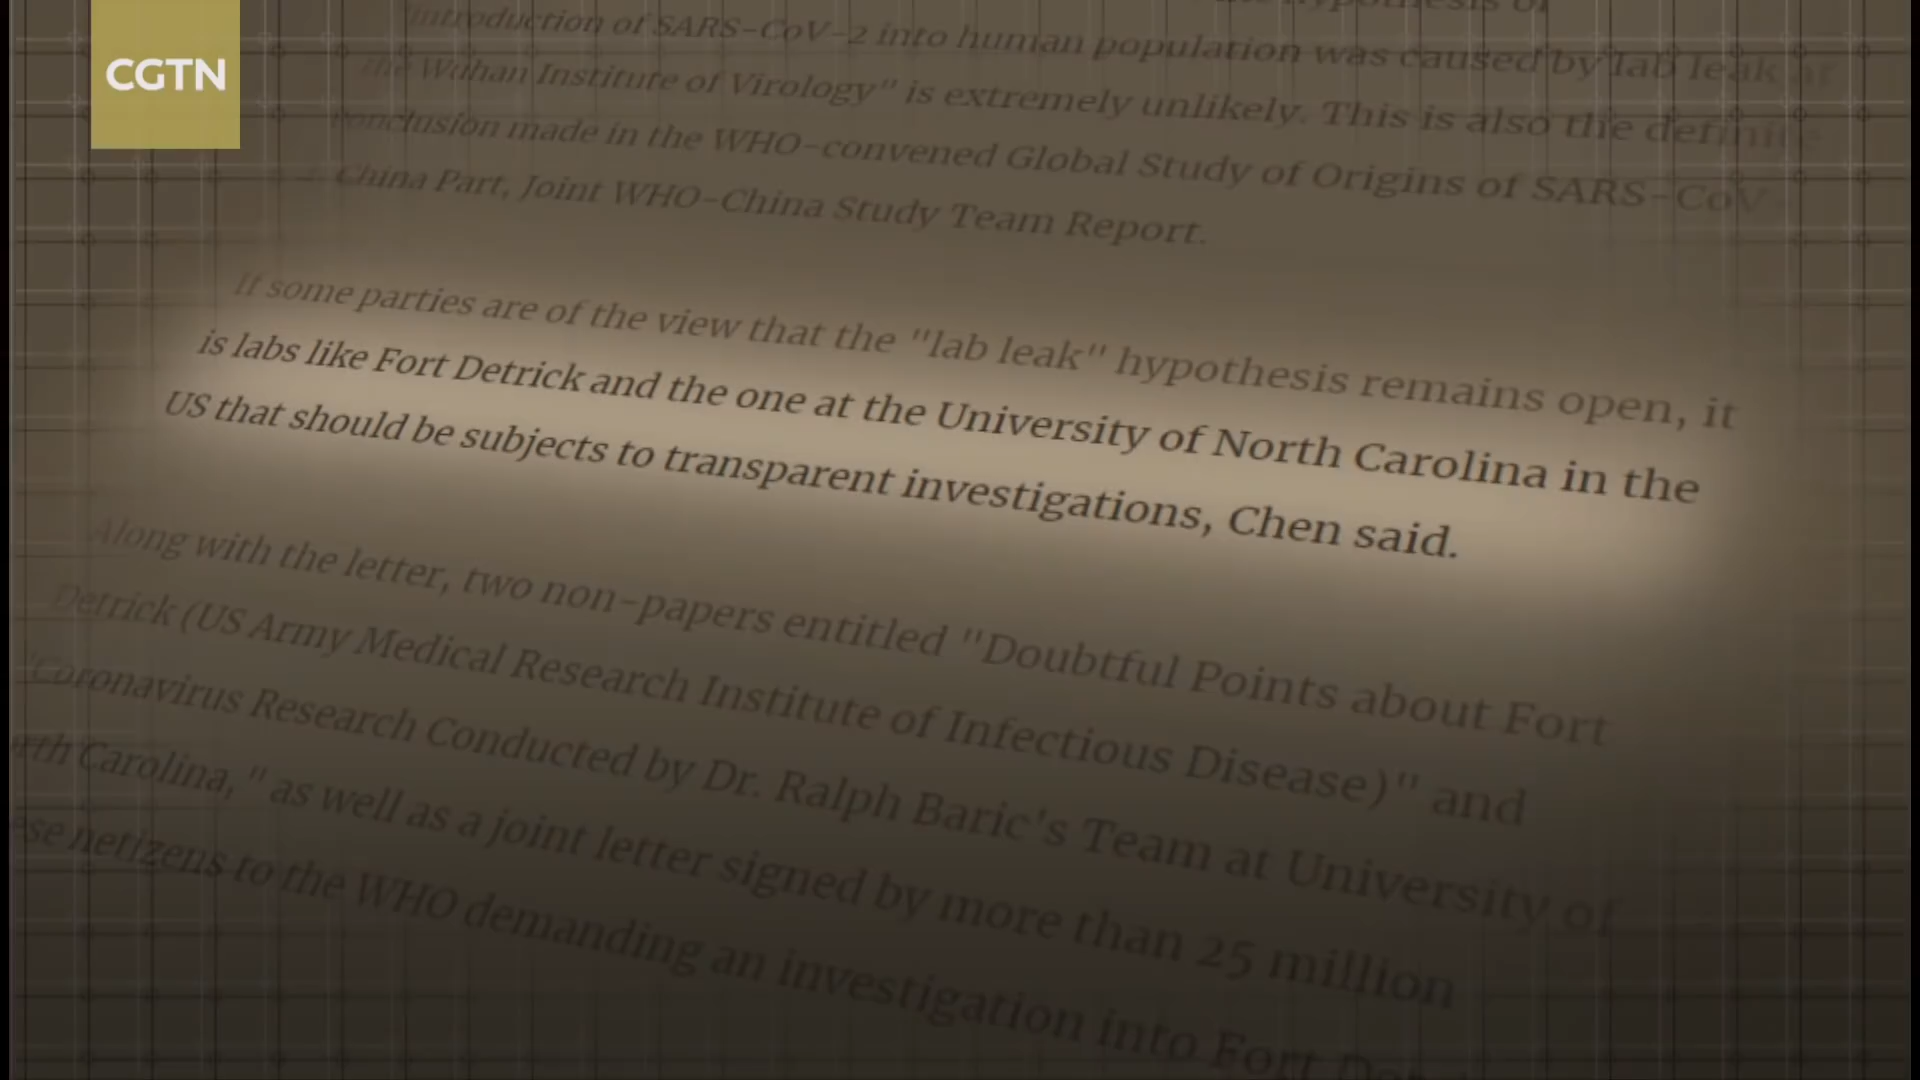 CGTN
hypothesis of
"introduction of SARS-CoV-2 into human population was caused by lab leak at
the Wuhan Institute of Virology" is extremely unlikely. This is also the definite
conclusion made in the WHO-convened Global Study of Origins of SARS-CoV-
China Part, Joint WHO-China Study Team Report.
If some parties are of the view that the "lab leak" hypothesis remains open, it
is labs like Fort Detrick and the one at the University of North Carolina in the
US that should be subjects to transparent investigations, Chen said.
Along with the letter, two non-papers entitled "Doubtful Points about Fort
Detrick (US Army Medical Research Institute of Infectious Disease)" and
"Coronavirus Research Conducted by Dr. Ralph Baric's Team at University of
rth Carolina," as well as a joint letter signed by more than 25 million
ese netizens to the WHO demanding an investigation into Fort